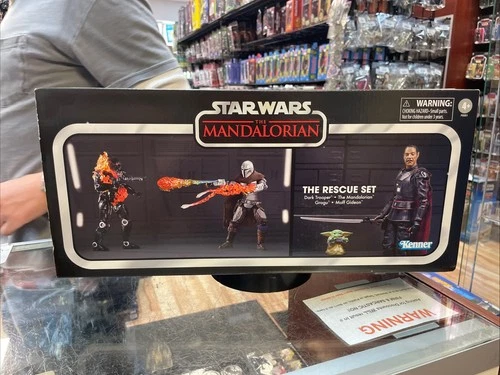 STAR WARS
THE
MANDALORIAN
WARNING:
CHOKING HAZARD-Small parts.
Not for children under 3 years.
4+
THE RESCUE SET
Dark Trooper • The Mandalorian
Grogu • Moff Gideon
Kenner
WARNING